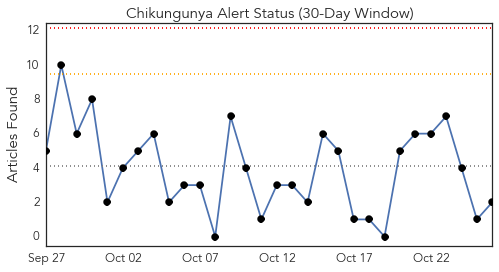 Chikungunya Alert Status (30-Day Window)
Articles Found
12
10
8
6
4
2
0
Sep 27 Oct 02 Oct 07 Oct 12 Oct 17 Oct 22